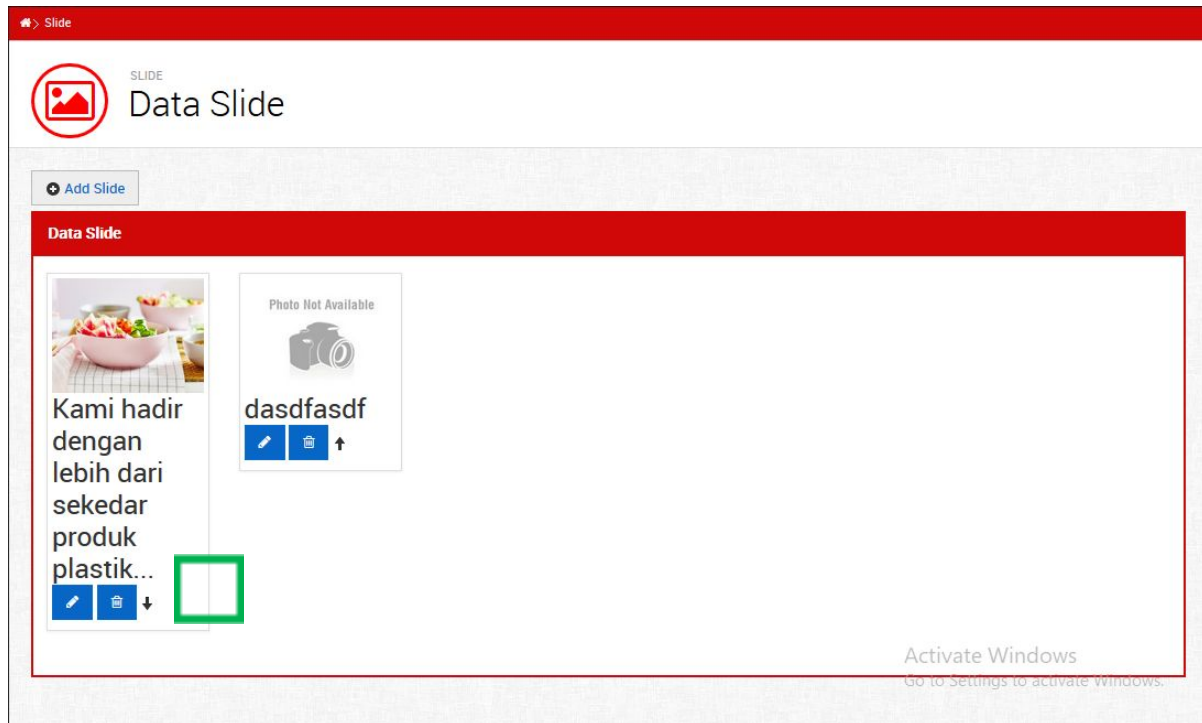 > Slide
SLIDE
Data Slide
Add Slide
Data Slide
Photo Not Available
Kami hadir
dengan
lebih dari
sekedar
produk
plastik...
dasdfasdf
Activate Windows
Go to Settings to activate Windows.